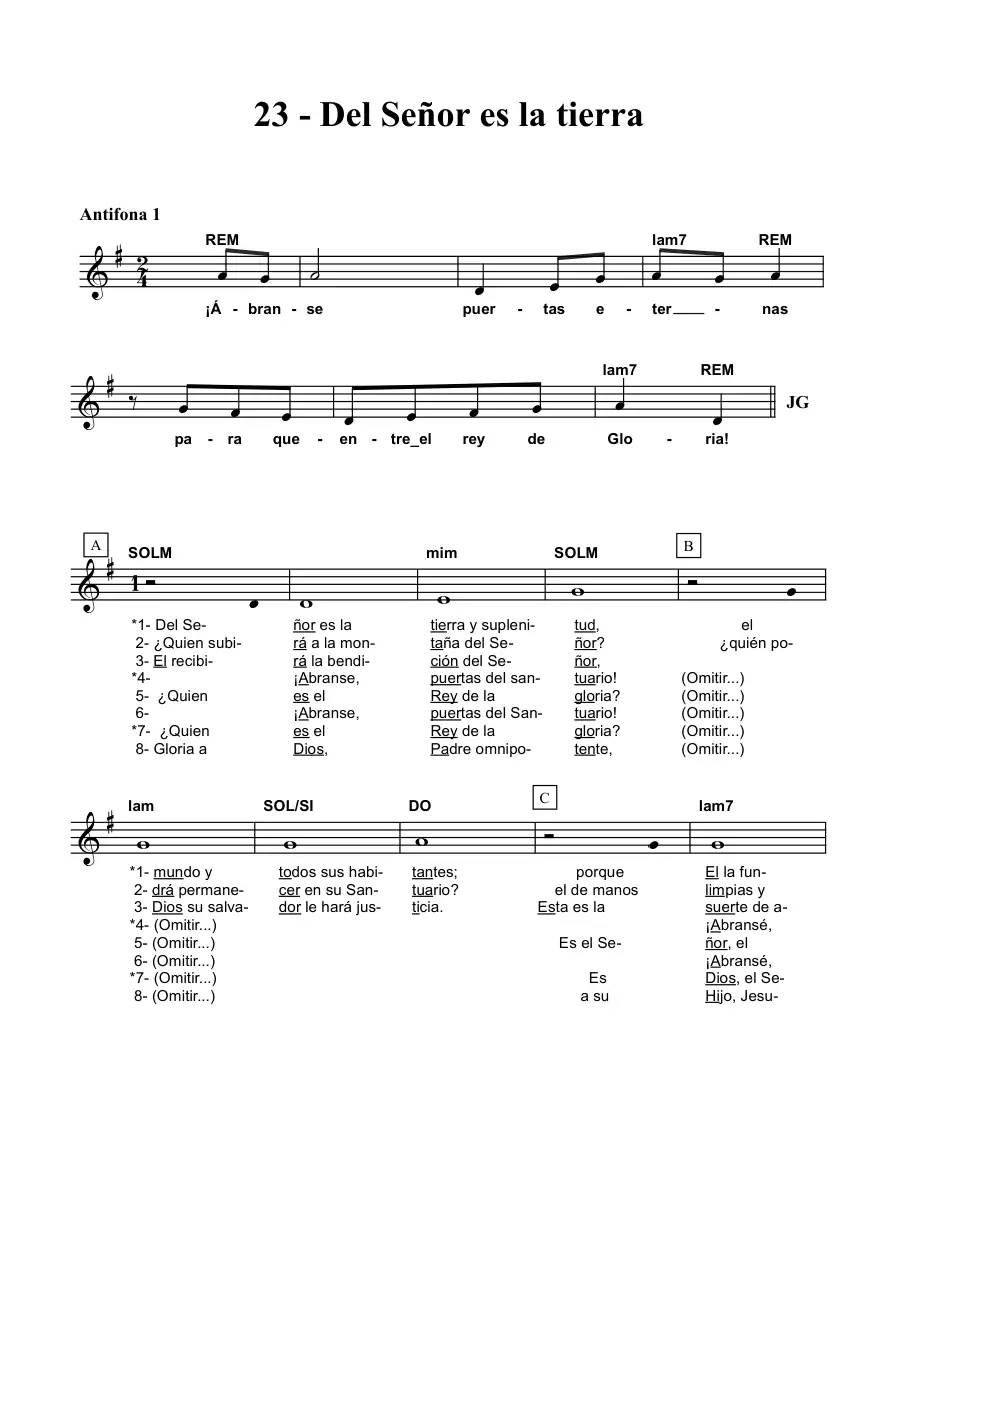 23 - Del Señor es la tierra
Antifona 1
REM lam7 REM
2
4
¡Á - bran - se puer - tas e - ter - nas
lam7 REM
JG
pa - ra que - en - tre_el rey de Glo - ria!
A SOLM mim SOLM B
1
*1- Del Se- ñor es la tierra y supleni- tud, el
2- ¿Quien subi- rá a la mon- taña del Se- ñor? ¿quién po-
3- El recibi- rá la bendi- ción del Se- ñor,
*4- ¡Abranse, puertas del san- tuario! (Omitir...)
5- ¿Quien es el Rey de la gloria? (Omitir...)
6- ¡Abranse, puertas del San- tuario! (Omitir...)
*7- ¿Quien es el Rey de la gloria? (Omitir...)
8- Gloria a Dios, Padre omnipo- tente, (Omitir...)
lam SOL/SI DO C lam7
*1- mundo y todos sus habi- tantes; porque El la fun-
2- drá permane- cer en su San- tuario? el de manos limpias y
3- Dios su salva- dor le hará jus- ticia. Esta es la suerte de a-
*4- (Omitir...) ¡Abransé,
5- (Omitir...) Es el Se- ñor, el
6- (Omitir...) ¡Abransé,
*7- (Omitir...) Es Dios, el Se-
8- (Omitir...) a su Hijo, Jesu-